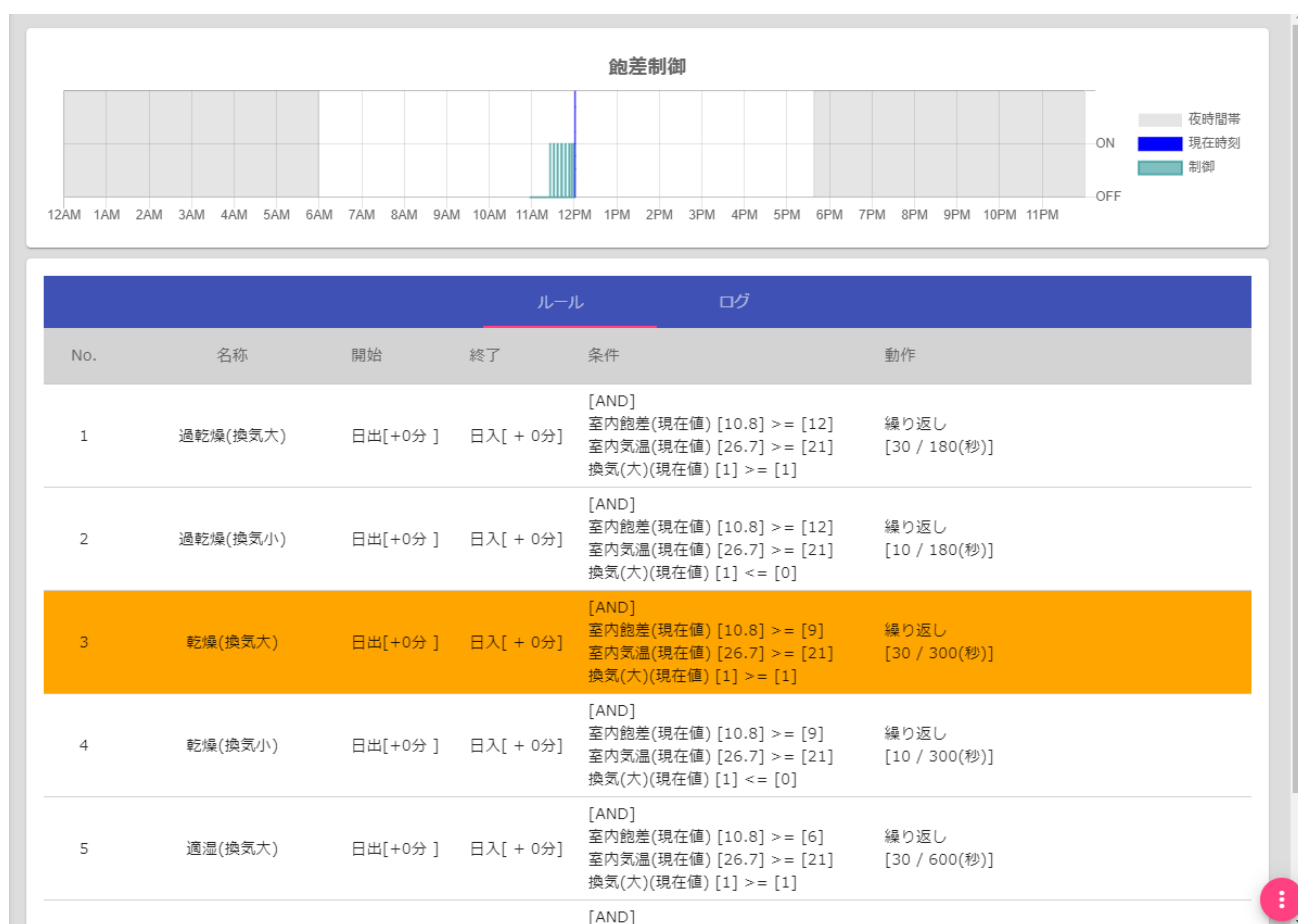 飽差制御
夜時間帯
ON 現在時刻
制御
OFF
12AM 1AM 2AM 3AM 4AM 5AM 6AM 7AM 8AM 9AM 10AM 11AM 12PM 1PM 2PM 3PM 4PM 5PM 6PM 7PM 8PM 9PM 10PM 11PM
ルール ログ
No. 名称 開始 終了 条件 動作
[AND]
室内飽差(現在値) [10.8] >= [12] 繰り返し
1 過乾燥(換気大) 日出[+0分 ] 日入[ + 0分]
室内気温(現在値) [26.7] >= [21] [30 / 180(秒)]
換気(大)(現在値) [1] >= [1]
[AND]
室内飽差(現在値) [10.8] >= [12] 繰り返し
2 過乾燥(換気小) 日出[+0分 ] 日入[ + 0分]
室内気温(現在値) [26.7] >= [21] [10 / 180(秒)]
換気(大)(現在値) [1] <= [0]
[AND]
室内飽差(現在値) [10.8] >= [9] 繰り返し
3 乾燥(換気大) 日出[+0分 ] 日入[ + 0分]
室内気温(現在値) [26.7] >= [21] [30 / 300(秒)]
換気(大)(現在値) [1] >= [1]
[AND]
室内飽差(現在値) [10.8] >= [9] 繰り返し
4 乾燥(換気小) 日出[+0分 ] 日入[ + 0分]
室内気温(現在値) [26.7] >= [21] [10 / 300(秒)]
換気(大)(現在値) [1] <= [0]
[AND]
室内飽差(現在値) [10.8] >= [6] 繰り返し
5 適湿(換気大) 日出[+0分 ] 日入[ + 0分]
室内気温(現在値) [26.7] >= [21] [30 / 600(秒)]
換気(大)(現在値) [1] >= [1]
[AND]